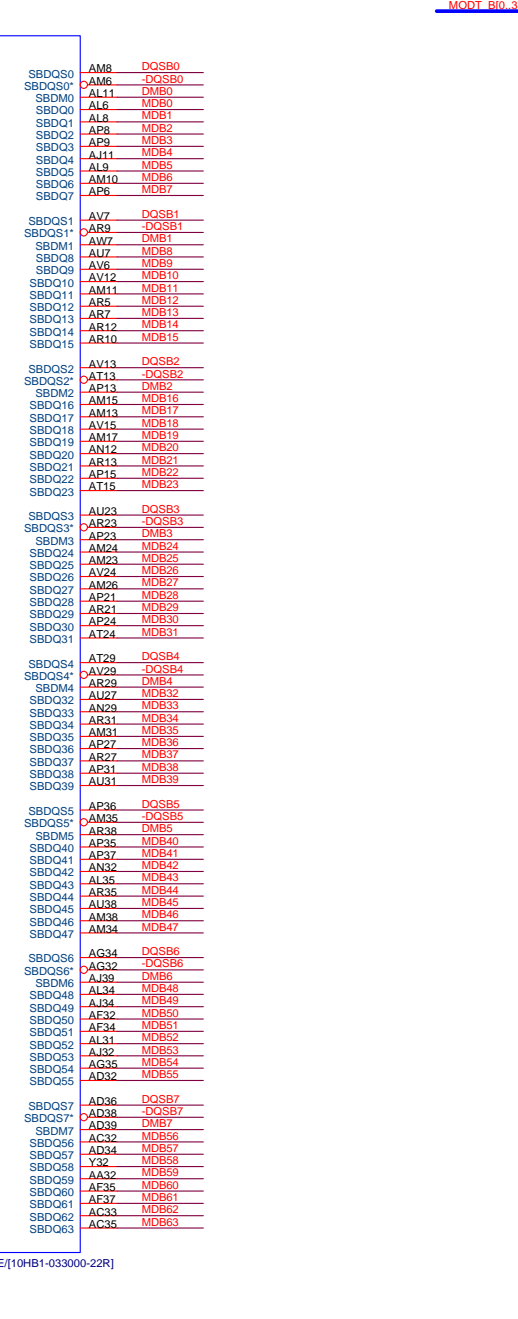 MODT_B[0..3
SBDQS0 AM8 DQSB0
SBDQS0* AM6 -DQSB0
SBDM0 AL11 DMB0
SBDQ0 AL6 MDB0
SBDQ1 AL8 MDB1
SBDQ2 AP8 MDB2
SBDQ3 AP9 MDB3
SBDQ4 AJ11 MDB4
SBDQ5 AL9 MDB5
SBDQ6 AM10 MDB6
SBDQ7 AP6 MDB7
SBDQS1 AV7 DQSB1
SBDQS1* AR9 -DQSB1
SBDM1 AW7 DMB1
SBDQ8 AU7 MDB8
SBDQ9 AV6 MDB9
SBDQ10 AV12 MDB10
SBDQ11 AM11 MDB11
SBDQ12 AR5 MDB12
SBDQ13 AR7 MDB13
SBDQ14 AR12 MDB14
SBDQ15 AR10 MDB15
SBDQS2 AV13 DQSB2
SBDQS2* AT13 -DQSB2
SBDM2 AP13 DMB2
SBDQ16 AM15 MDB16
SBDQ17 AM13 MDB17
SBDQ18 AV15 MDB18
SBDQ19 AM17 MDB19
SBDQ20 AN12 MDB20
SBDQ21 AR13 MDB21
SBDQ22 AP15 MDB22
SBDQ23 AT15 MDB23
SBDQS3 AU23 DQSB3
SBDQS3* AR23 -DQSB3
SBDM3 AP23 DMB3
SBDQ24 AM24 MDB24
SBDQ25 AM23 MDB25
SBDQ26 AV24 MDB26
SBDQ27 AM26 MDB27
SBDQ28 AP21 MDB28
SBDQ29 AR21 MDB29
SBDQ30 AP24 MDB30
SBDQ31 AT24 MDB31
SBDQS4 AT29 DQSB4
SBDQS4* AV29 -DQSB4
SBDM4 AR29 DMB4
SBDQ32 AU27 MDB32
SBDQ33 AN29 MDB33
SBDQ34 AR31 MDB34
SBDQ35 AM31 MDB35
SBDQ36 AP27 MDB36
SBDQ37 AR27 MDB37
SBDQ38 AP31 MDB38
SBDQ39 AU31 MDB39
SBDQS5 AP36 DQSB5
SBDQS5* AM35 -DQSB5
SBDM5 AR38 DMB5
SBDQ40 AP35 MDB40
SBDQ41 AP37 MDB41
SBDQ42 AN32 MDB42
SBDQ43 AL35 MDB43
SBDQ44 AR35 MDB44
SBDQ45 AU38 MDB45
SBDQ46 AM38 MDB46
SBDQ47 AM34 MDB47
SBDQS6 AG34 DQSB6
SBDQS6* AG32 -DQSB6
SBDM6 AJ39 DMB6
SBDQ48 AL34 MDB48
SBDQ49 AJ34 MDB49
SBDQ50 AF32 MDB50
SBDQ51 AF34 MDB51
SBDQ52 AL31 MDB52
SBDQ53 AJ32 MDB53
SBDQ54 AG35 MDB54
SBDQ55 AD32 MDB55
SBDQS7 AD36 DQSB7
SBDQS7* AD38 -DQSB7
SBDM7 AD39 DMB7
SBDQ56 AC32 MDB56
SBDQ57 AD34 MDB57
SBDQ58 Y32 MDB58
SBDQ59 AA32 MDB59
SBDQ60 AF35 MDB60
SBDQ61 AF37 MDB61
SBDQ62 AC33 MDB62
SBDQ63 AC35 MDB63
E/[10HB1-033000-22R]